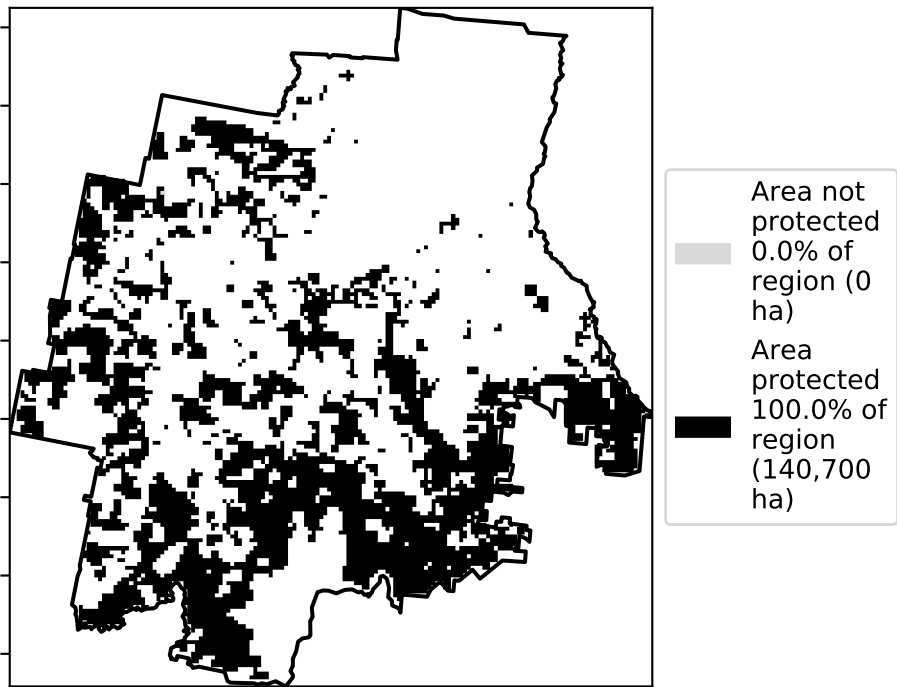 Area not
protected
0.0% of
region (0
ha)
Area
protected
100.0% of
region
(140,700
ha)